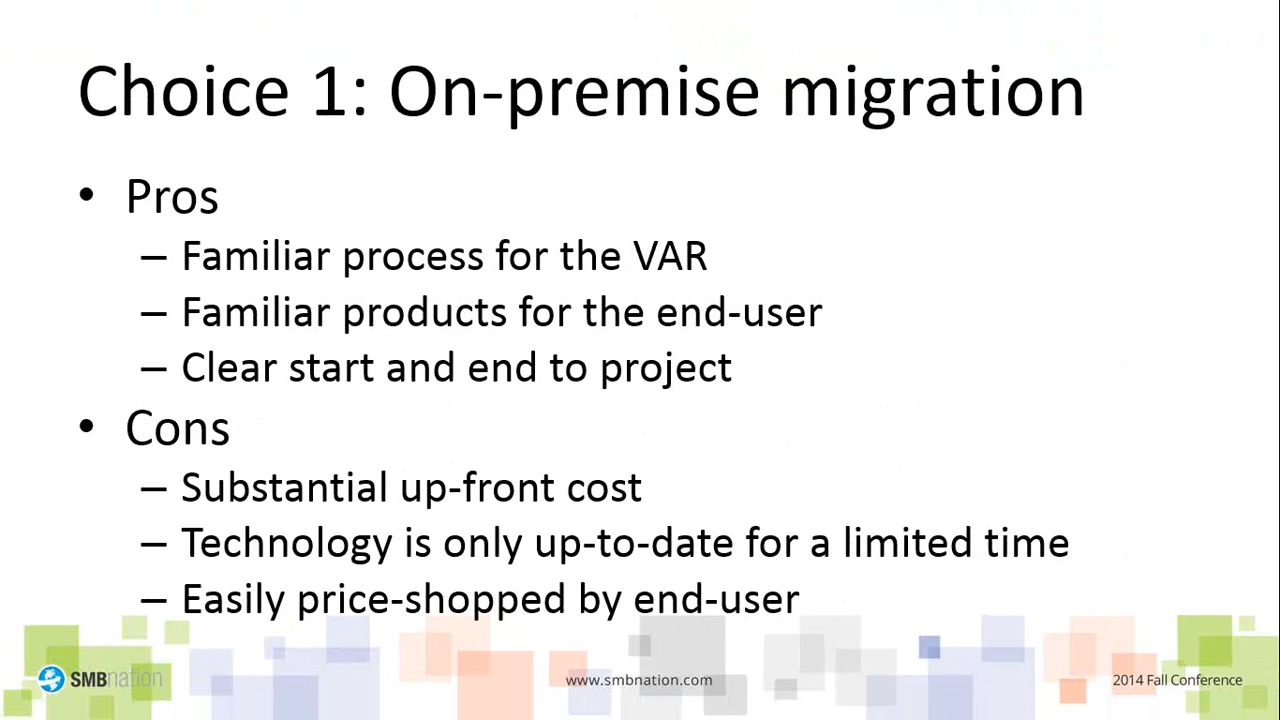 Choice 1: On-premise migration
• Pros
– Familiar process for the VAR
– Familiar products for the end-user
– Clear start and end to project
• Cons
– Substantial up-front cost
– Technology is only up-to-date for a limited time
– Easily price-shopped by end-user
SMBnation
www.smbnation.com
2014 Fall Conference